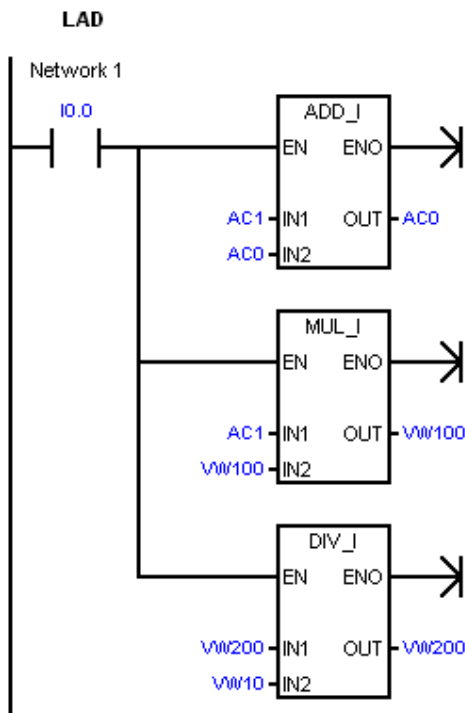 LAD
Network 1
I0.0
ADD_I
EN ENO
AC1 IN1 OUT AC0
AC0 IN2
MUL_I
EN ENO
AC1 IN1 OUT VW100
VW100 IN2
DIV_I
EN ENO
VW200 IN1 OUT VW200
VW10 IN2